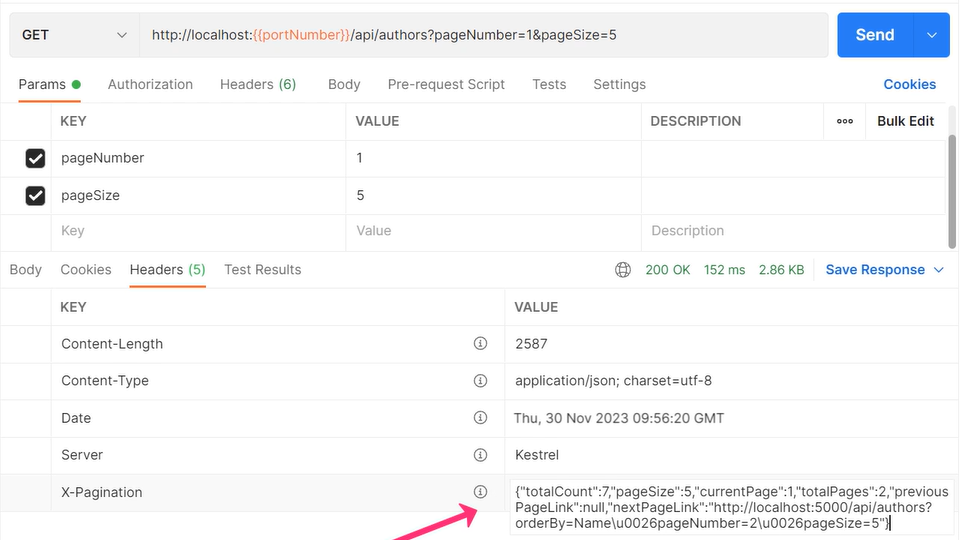 GET http://localhost:{{portNumber}}/api/authors?pageNumber=1&pageSize=5 Send
Params Authorization Headers (6) Body Pre-request Script Tests Settings Cookies
KEY VALUE DESCRIPTION ooo Bulk Edit
pageNumber 1
pageSize 5
Key Value Description
Body Cookies Headers (5) Test Results 200 OK 152 ms 2.86 KB Save Response
KEY VALUE
Content-Length 2587
Content-Type application/json; charset=utf-8
Date Thu, 30 Nov 2023 09:56:20 GMT
Server Kestrel
X-Pagination {"totalCount":7,"pageSize":5,"currentPage":1,"totalPages":2,"previous
PageLink":null,"nextPageLink":"http://localhost:5000/api/authors?
orderBy=Name\u0026pageNumber=2\u0026pageSize=5"}